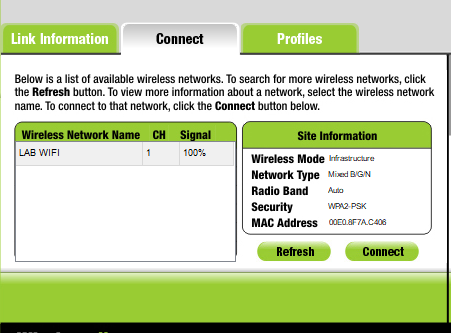 Link Information
Connect
Profiles
Below is a list of available wireless networks. To search for more wireless networks, click
the Refresh button. To view more information about a network, select the wireless network
name. To connect to that network, click the Connect button below.
Wireless Network Name CH Signal
LAB WIFI 1 100%
Site Information
Wireless Mode Infrastructure
Network Type Mixed B/G/N
Radio Band Auto
Security WPA2-PSK
MAC Address 00E0.8F7A.C406
Refresh
Connect